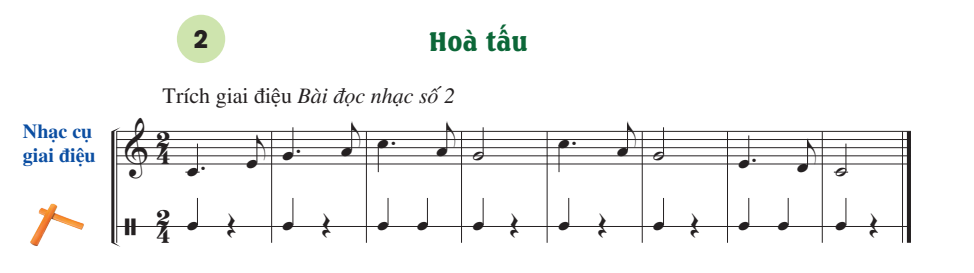 2
Hoà tấu
Trích giai điệu Bài đọc nhạc số 2
Nhạc cụ
giai điệu
2
4
2
4